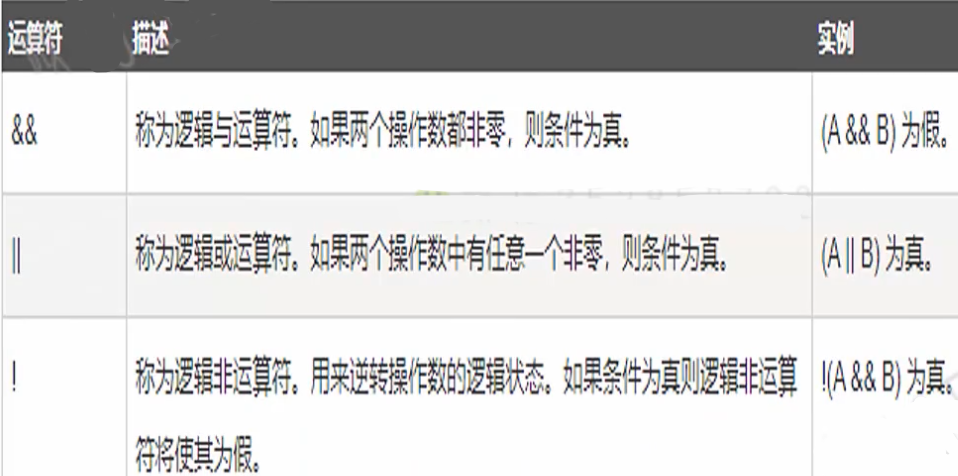 运算符 描述 实例
&& 称为逻辑与运算符。如果两个操作数都非零，则条件为真。 (A && B) 为假。
|| 称为逻辑或运算符。如果两个操作数中有任意一个非零，则条件为真。 (A || B) 为真。
! 称为逻辑非运算符。用来逆转操作数的逻辑状态。如果条件为真则逻辑非运算 !(A && B) 为真。
符将使其为假。